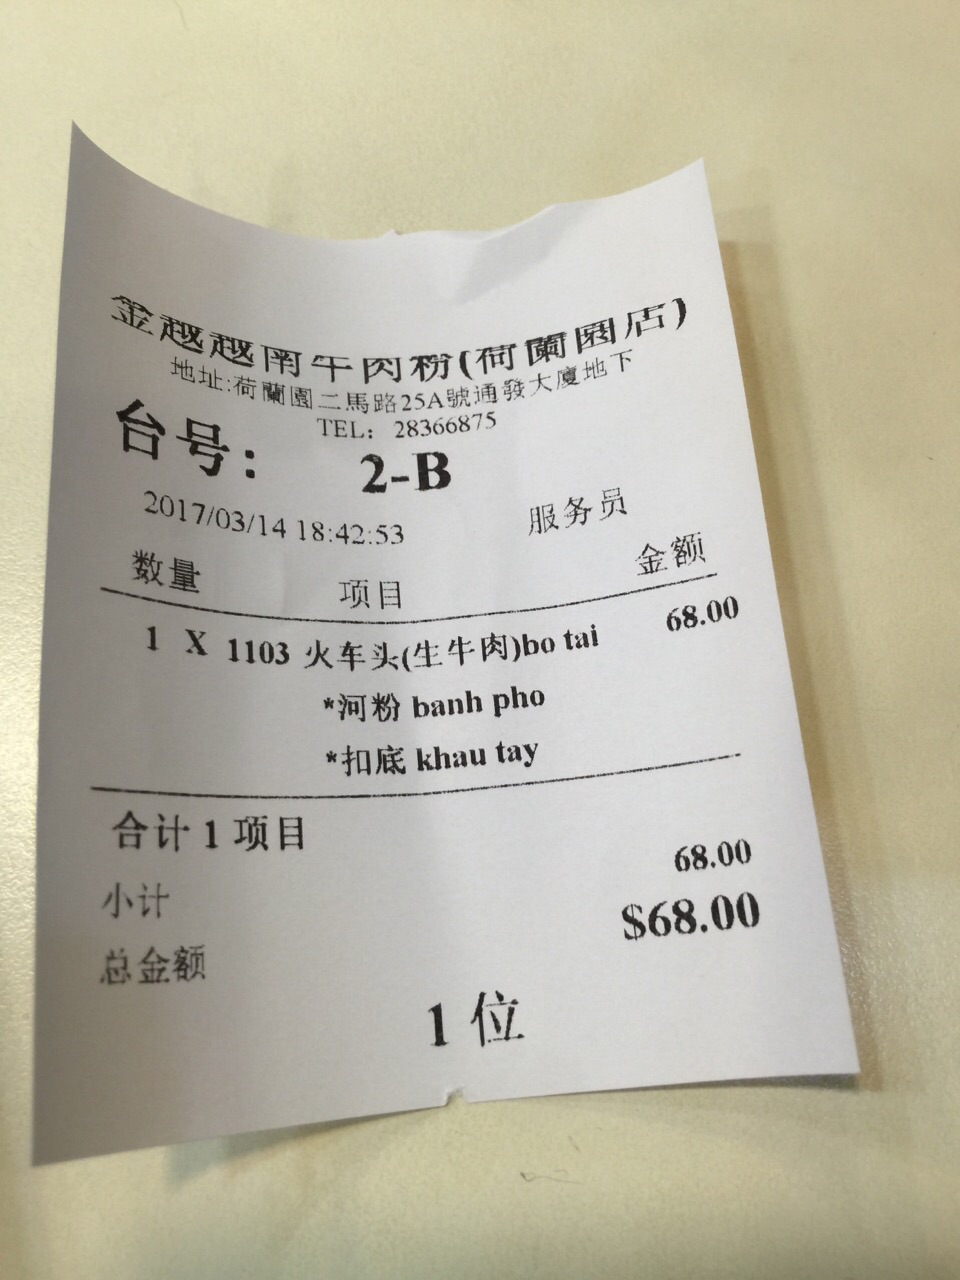 金越越南牛肉粉(荷蘭園店)
地址:荷蘭園二馬路25A號通發大廈地下
TEL: 28366875
台号: 2-B
2017/03/14 18:42:53 服务员
数量 项目 金额
1 X 1103 火车头(生牛肉)bo tai 68.00
*河粉 banh pho
*扣底 khau tay
合计 1 项目
小计 68.00
总金额 $68.00
1 位